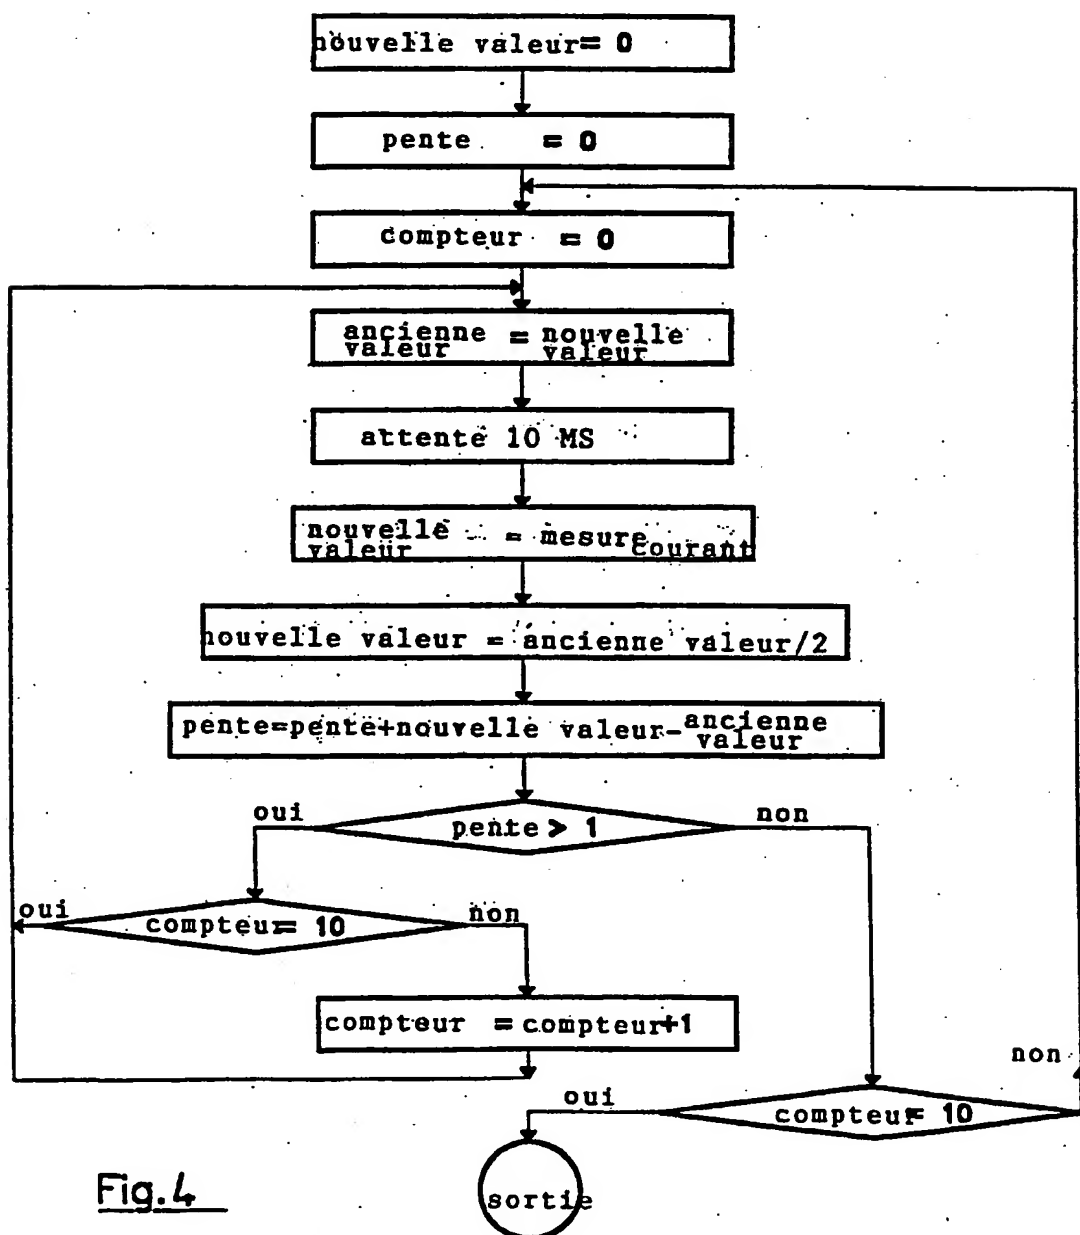 nouvelle valeur= 0
pente = 0
compteur = 0
ancienne valeur = nouvelle valeur
attente 10 MS
nouvelle valeur = mesure courant
nouvelle valeur = ancienne valeur/2
pente=pente+nouvelle valeur-ancienne valeur
oui
pente > 1
non
oui
compteur= 10
non
compteur = compteur+1
non
oui
compteur= 10
sortie
Fig.4